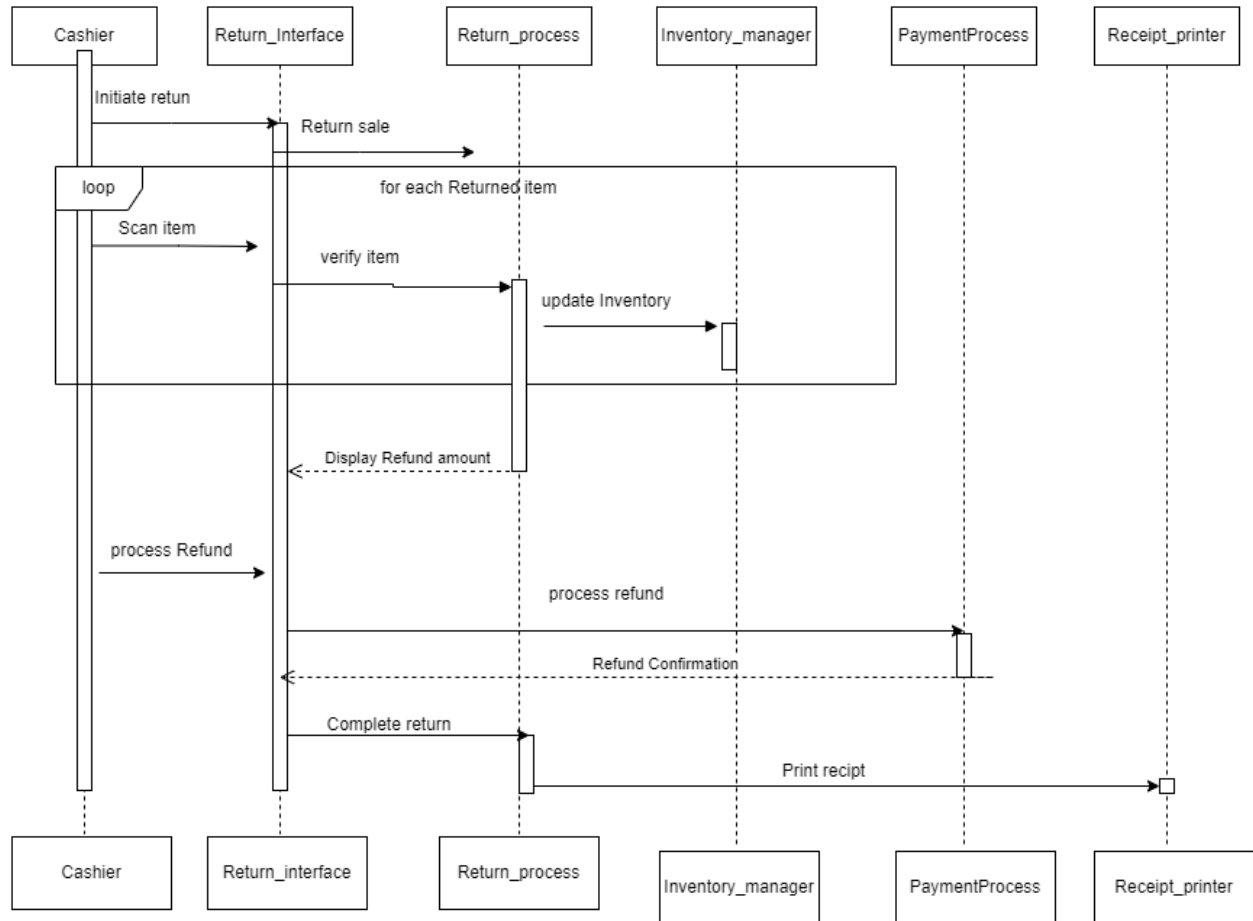 Cashier
Return_Interface
Return_process
Inventory_manager
PaymentProcess
Receipt_printer
Initiate retun
Return sale
loop
for each Returned item
Scan item
verify item
update Inventory
Display Refund amount
process Refund
process refund
Refund Confirmation
Complete return
Print recipt
Cashier
Return_interface
Return_process
Inventory_manager
PaymentProcess
Receipt_printer